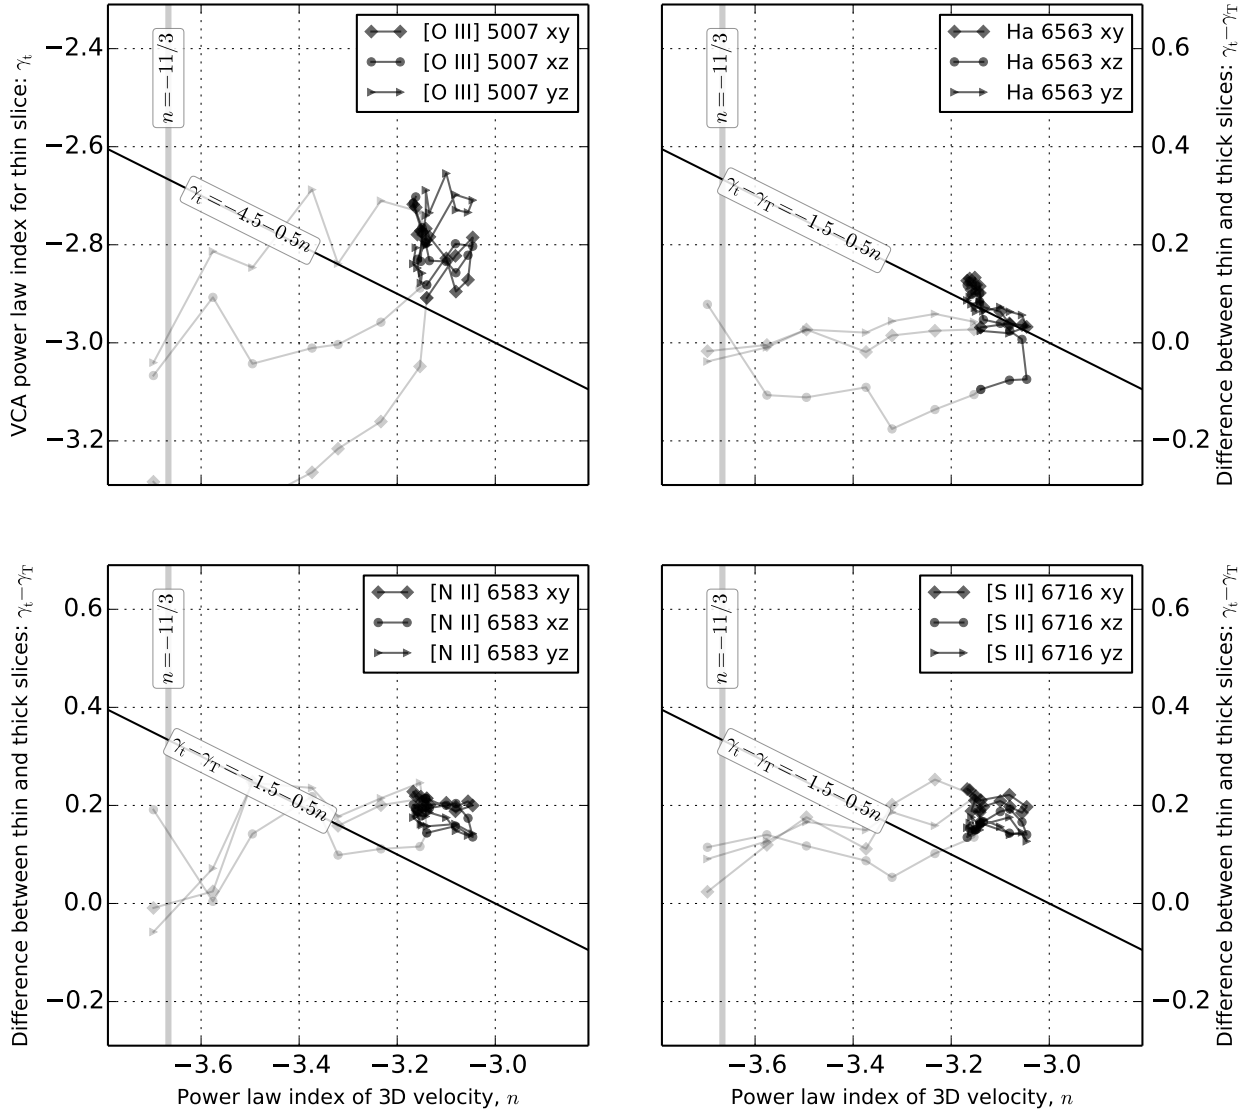 [O III] 5007 xy
[O III] 5007 xz
[O III] 5007 yz
n=−11/3
γt=−4.5−0.5n
−2.4
−2.6
−2.8
−3.0
−3.2
VCA power law index for thin slice: γt
Ha 6563 xy
Ha 6563 xz
Ha 6563 yz
n=−11/3
γt−γT=−1.5−0.5n
0.6
0.4
0.2
0.0
−0.2
Difference between thin and thick slices: γt−γT
[N II] 6583 xy
[N II] 6583 xz
[N II] 6583 yz
n=−11/3
γt−γT=−1.5−0.5n
0.6
0.4
0.2
0.0
−0.2
Difference between thin and thick slices: γt−γT
−3.6 −3.4 −3.2 −3.0
Power law index of 3D velocity, n
[S II] 6716 xy
[S II] 6716 xz
[S II] 6716 yz
n=−11/3
γt−γT=−1.5−0.5n
0.6
0.4
0.2
0.0
−0.2
Difference between thin and thick slices: γt−γT
−3.6 −3.4 −3.2 −3.0
Power law index of 3D velocity, n